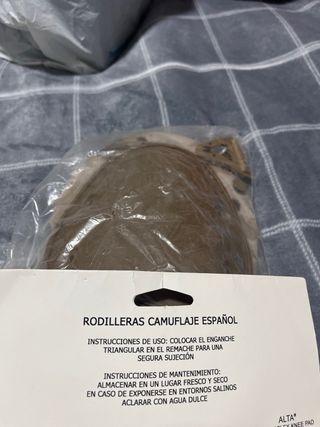 RODILLERAS CAMUFLAJE ESPAÑOL
INSTRUCCIONES DE USO: COLOCAR EL ENGANCHE
TRIANGULAR EN EL REMACHE PARA UNA
SEGURA SUJECIÓN
INSTRUCCIONES DE MANTENIMIENTO:
ALMACENAR EN UN LUGAR FRESCO Y SECO
EN CASO DE EXPONERSE EN ENTORNOS SALINOS
ACLARAR CON AGUA DULCE
ALTA®
KNEE PAD